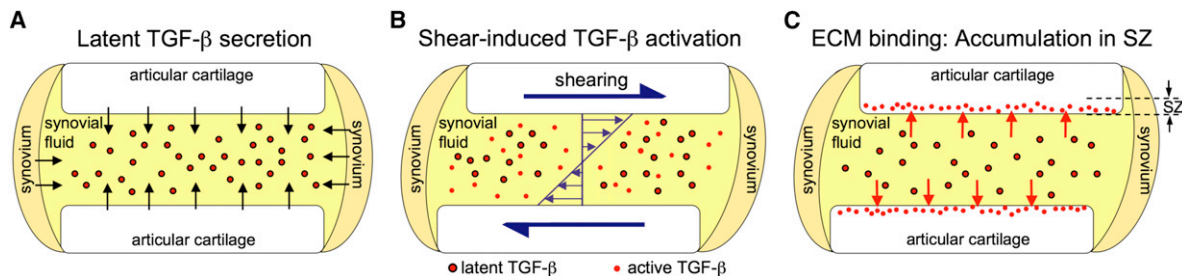 A
Latent TGF-β secretion
articular cartilage
synovial
fluid
synovium
synovium
articular cartilage
B
Shear-induced TGF-β activation
shearing
synovial
fluid
synovium
synovium
articular cartilage
latent TGF-β
active TGF-β
C
ECM binding: Accumulation in SZ
articular cartilage
SZ
synovial
fluid
synovium
synovium
articular cartilage